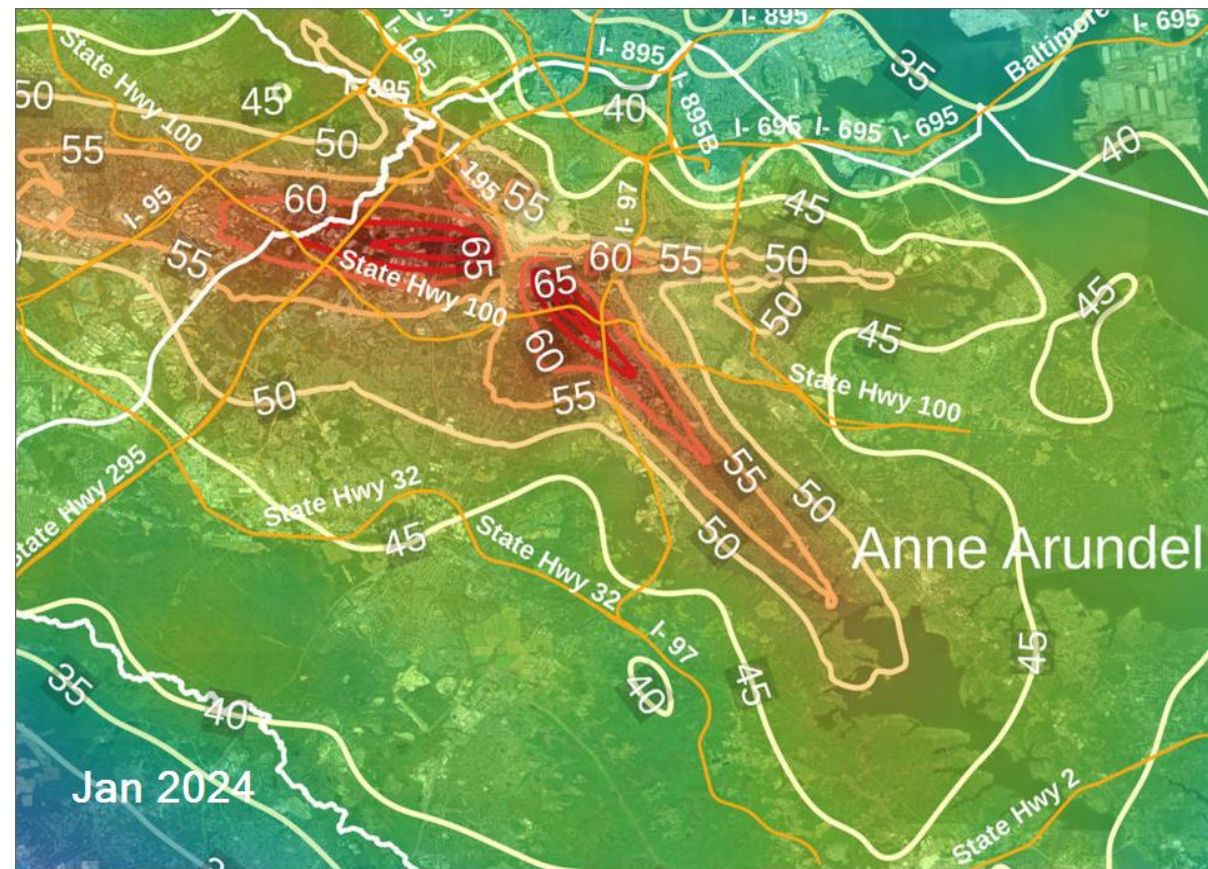 I- 895
I- 695
State Hwy 100
I- 195
I- 895
Baltimore
35
50
45
I- 895
40
I- 895B
I- 695
I- 695
I- 695
55
50
40
I- 195
60
I- 95
55
I- 97
45
55
65
60
55
50
State Hwy 100
65
50
45
60
45
50
55
State Hwy 100
55
50
State Hwy 295
State Hwy 32
45
State Hwy 32
50
Anne Arundel
I- 97
45
45
40
35
40
Jan 2024
State Hwy 2